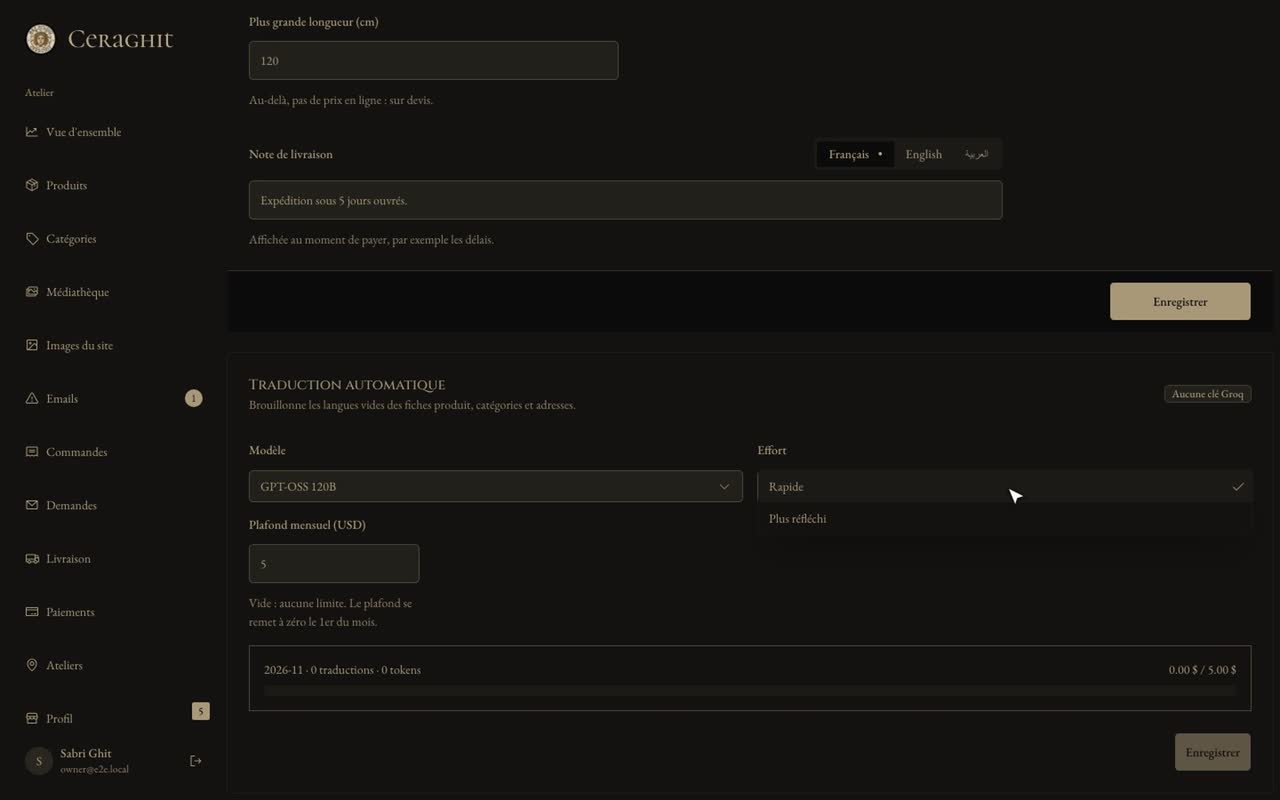 Ceraghit
Atelier
Vue d'ensemble
Produits
Catégories
Médiathèque
Images du site
Emails 1
Commandes
Demandes
Livraison
Paiements
Ateliers
Profil 5
S Sabri Ghit
owner@e2e.local
Plus grande longueur (cm)
120
Au-delà, pas de prix en ligne : sur devis.
Note de livraison
Français • English العربية
Expédition sous 5 jours ouvrés.
Affichée au moment de payer, par exemple les délais.
Enregistrer
Traduction automatique
Brouillonne les langues vides des fiches produit, catégories et adresses.
Aucune clé Groq
Modèle
GPT-OSS 120B
Effort
Rapide
Plus réfléchi
Plafond mensuel (USD)
5
Vide : aucune limite. Le plafond se
remet à zéro le 1er du mois.
2026-11 · 0 traductions · 0 tokens 0.00 $ / 5.00 $
Enregistrer